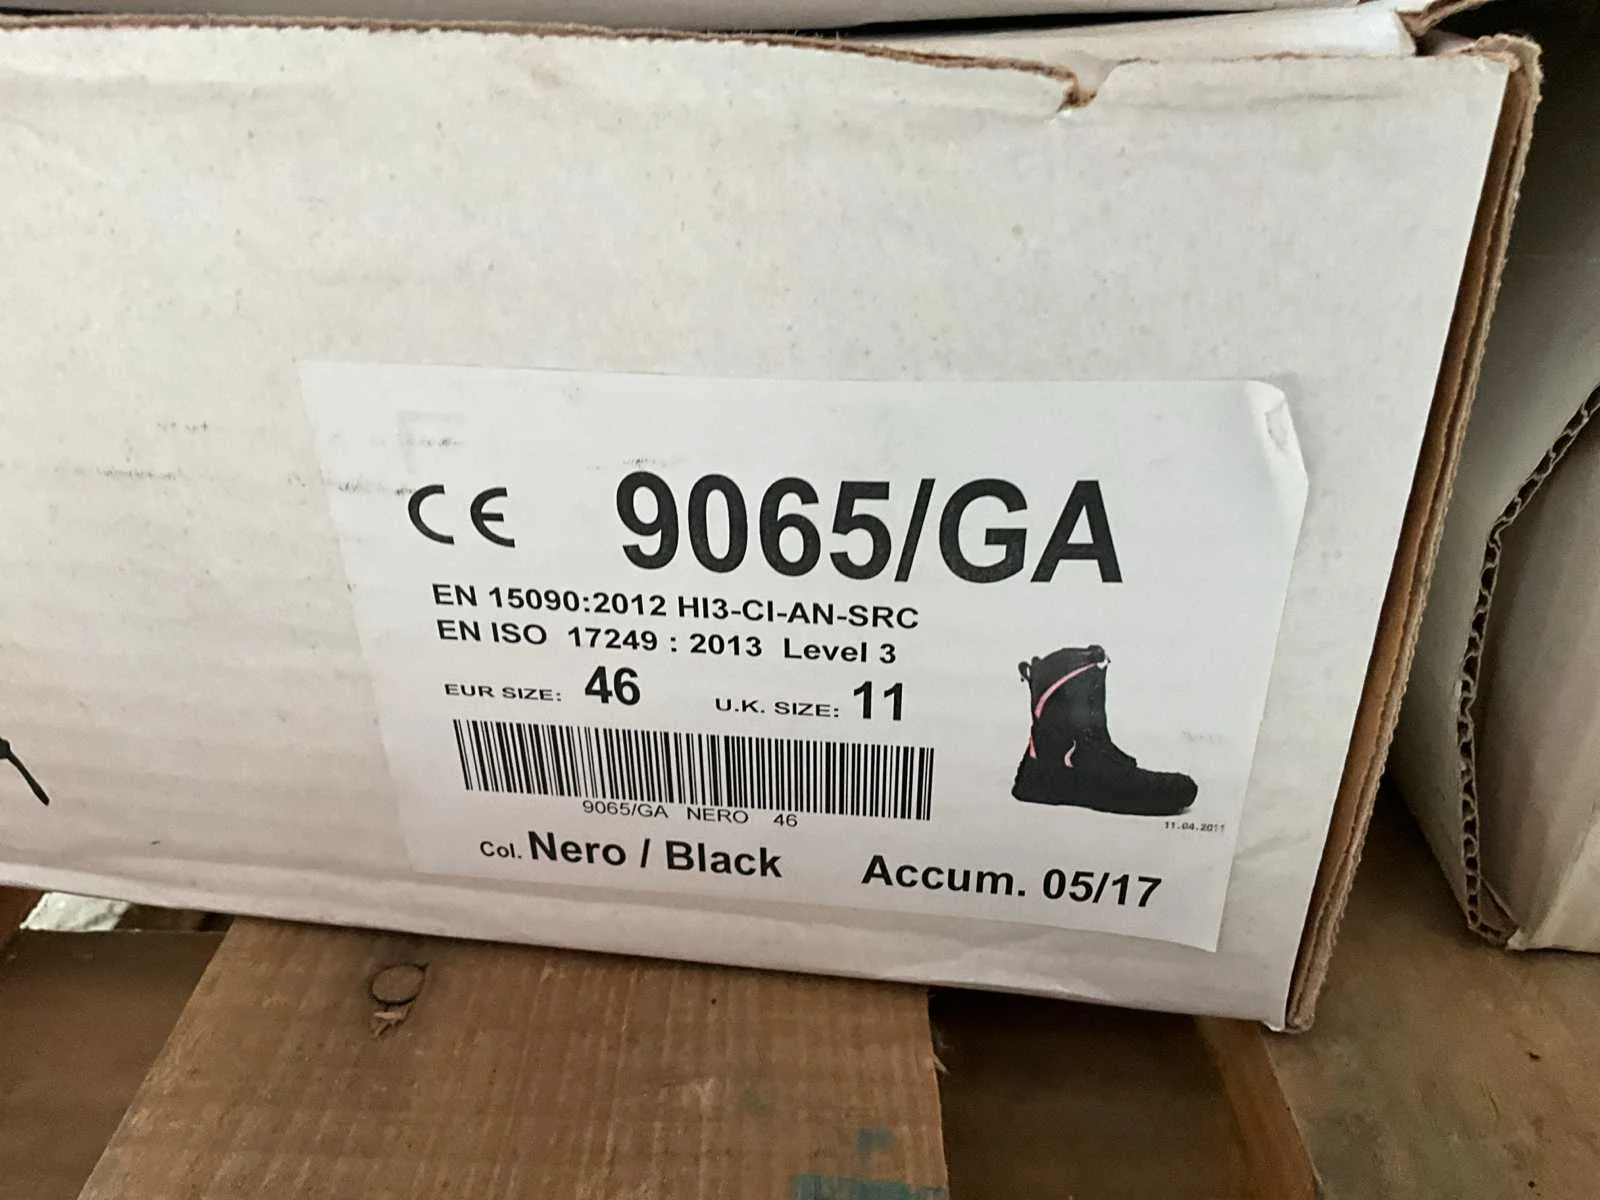 CE 9065/GA
EN 15090:2012 HI3-CI-AN-SRC
EN ISO 17249 : 2013 Level 3
EUR SIZE: 46 U.K. SIZE: 11
9065/GA NERO 46
11.04.2011
Col. Nero / Black Accum. 05/17